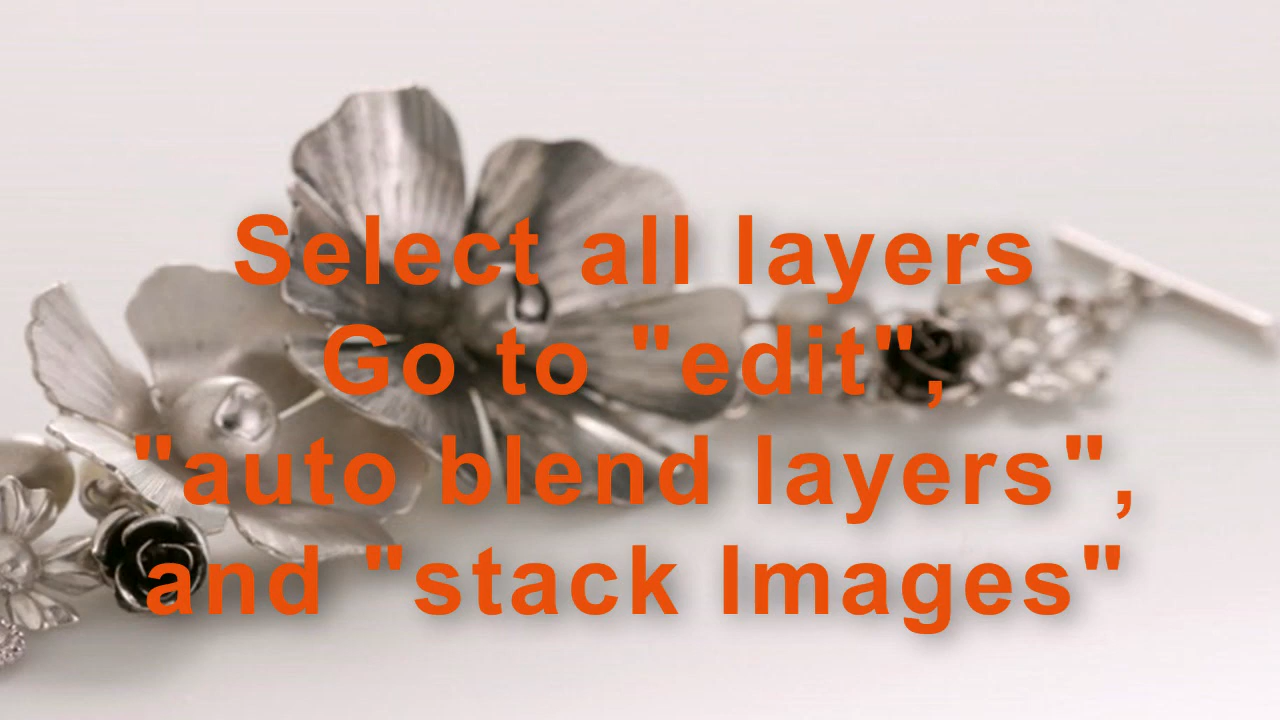 Select all layers
Go to "edit",
"auto blend layers",
and "stack Images"